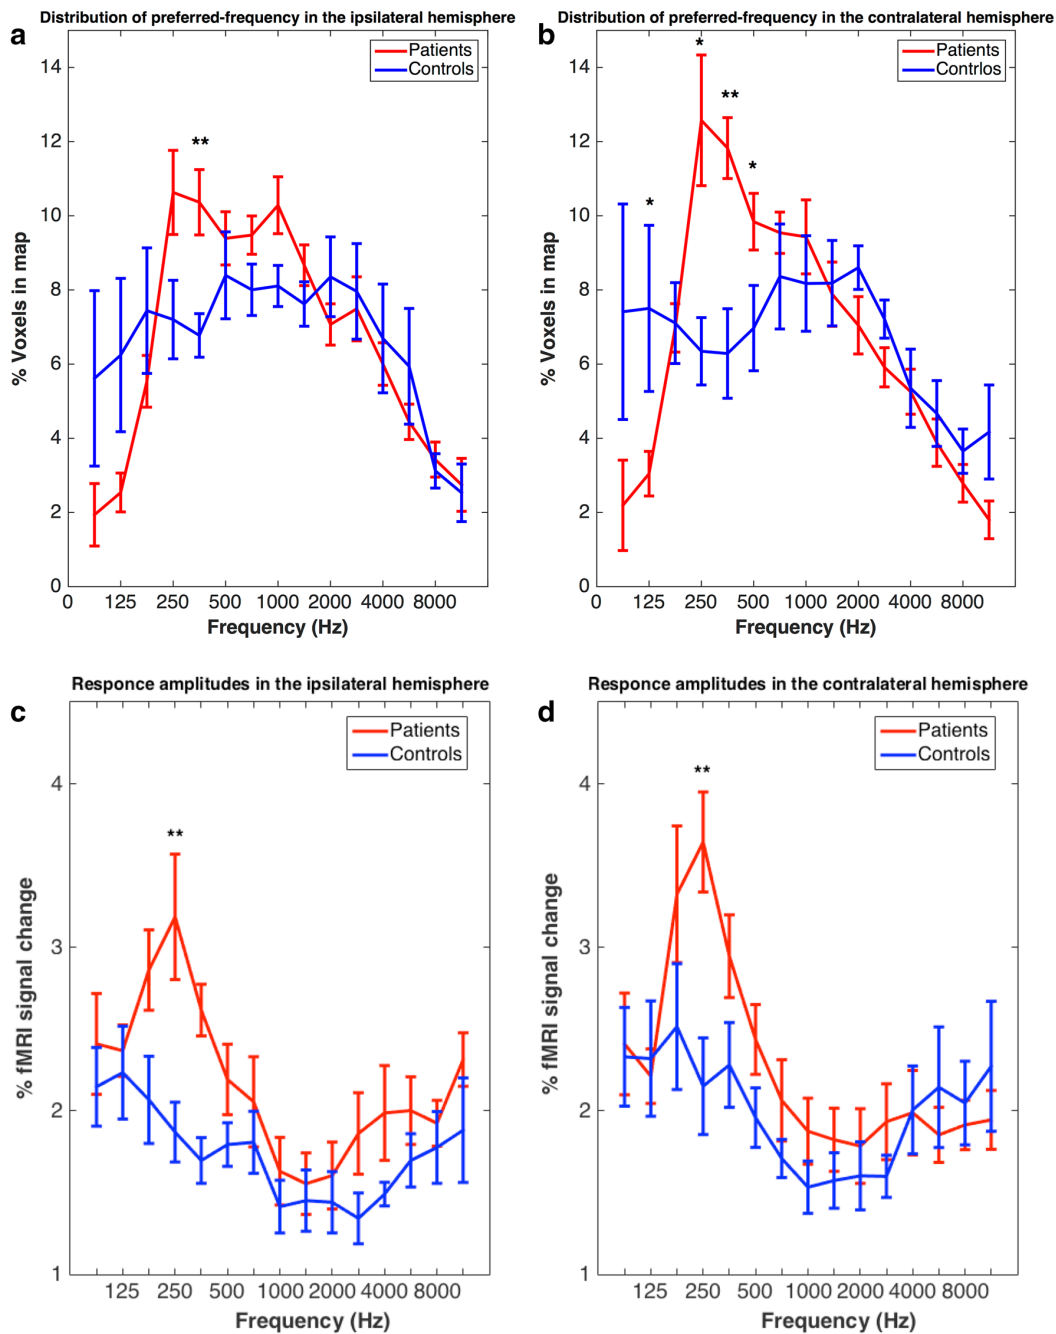 Distribution of preferred-frequency in the ipsilateral hemisphere
a
Patients
Controls
**
% Voxels in map
14
12
10
8
6
4
2
0
0 125 250 500 1000 2000 4000 8000
Frequency (Hz)
Distribution of preferred-frequency in the contralateral hemisphere
b
Patients
Contrlos
*
*
**
*
% Voxels in map
14
12
10
8
6
4
2
0
0 125 250 500 1000 2000 4000 8000
Frequency (Hz)
Responce amplitudes in the ipsilateral hemisphere
c
Patients
Controls
**
% fMRI signal change
4
3
2
1
125 250 500 1000 2000 4000 8000
Frequency (Hz)
Responce amplitudes in the contralateral hemisphere
d
Patients
Controls
**
% fMRI signal change
4
3
2
1
125 250 500 1000 2000 4000 8000
Frequency (Hz)